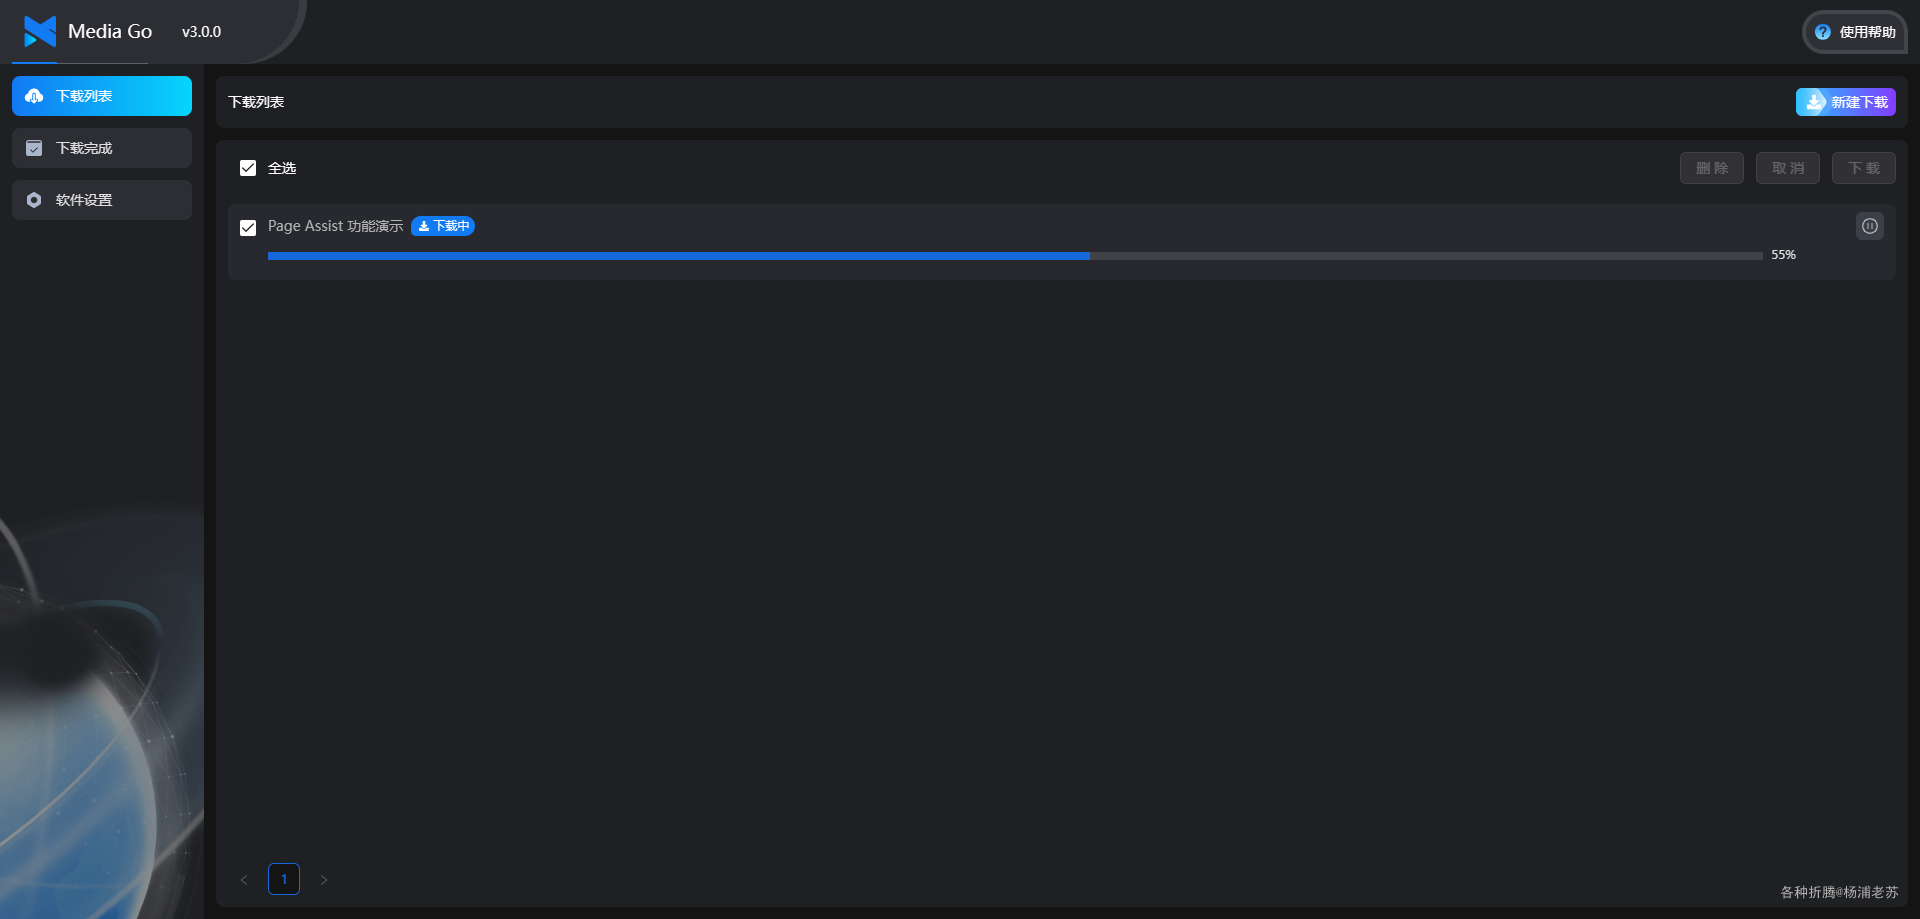 Media Go v3.0.0
使用帮助
下载列表
下载完成
软件设置
下载列表
新建下载
全选
删 除
取 消
下 载
Page Assist 功能演示 下载中
55%
1
各种折腾@杨浦老苏